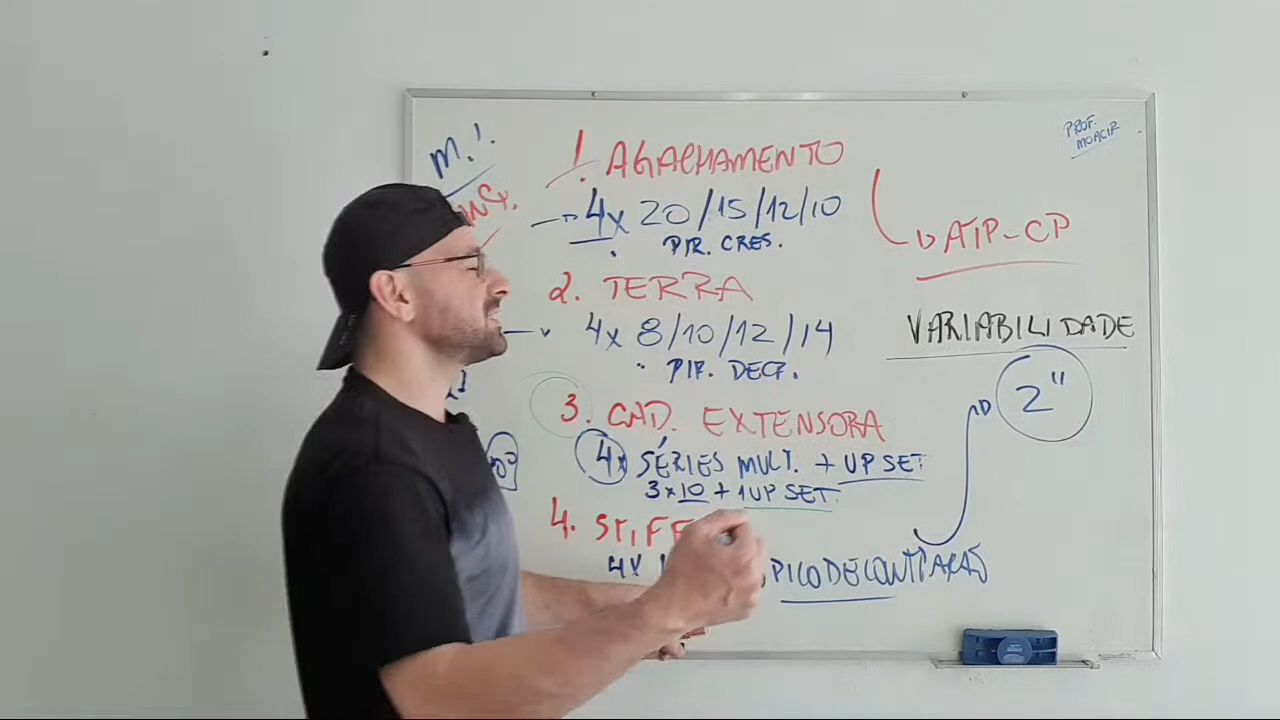 M.I.
PROF.
MOACIR
1. AGACHAMENTO
4x 20/15/12/10
PIR. CRES.
ATP-CP
2. TERRA
4x 8/10/12/14
PIR. DECR.
VARIABILIDADE
2"
3. CAD. EXTENSORA
4x SÉRIES MULT. + UP SET
3x10 + 1 UP SET.
4.
4x
PICO DE CONTRAÇÃO